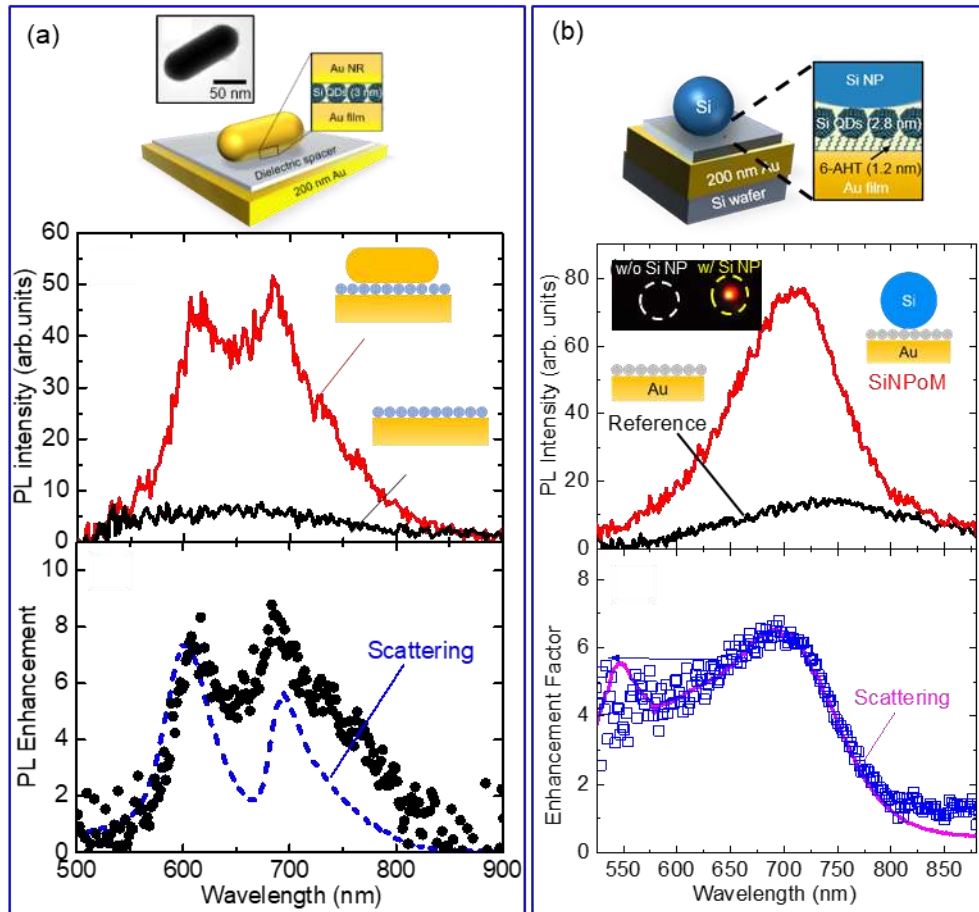 (a)
50 nm
Au NR
Si QDs (3 nm)
Au film
Dielectric spacer
200 nm Au
PL intensity (arb.units)
60
50
40
30
20
10
0
PL Enhancement
10
8
6
4
2
0
Scattering
500 600 700 800 900
Wavelength (nm)
(b)
Si
200 nm Au
Si wafer
Si NP
Si QDs (2.8 nm)
6-AHT (1.2 nm)
Au film
PL Intensity (arb. units)
80
60
40
20
0
w/o Si NP
w/ Si NP
Si
Au
SiNPoM
Au
Reference
Enhancement Factor
8
6
4
2
0
Scattering
550 600 650 700 750 800 850
Wavelength (nm)